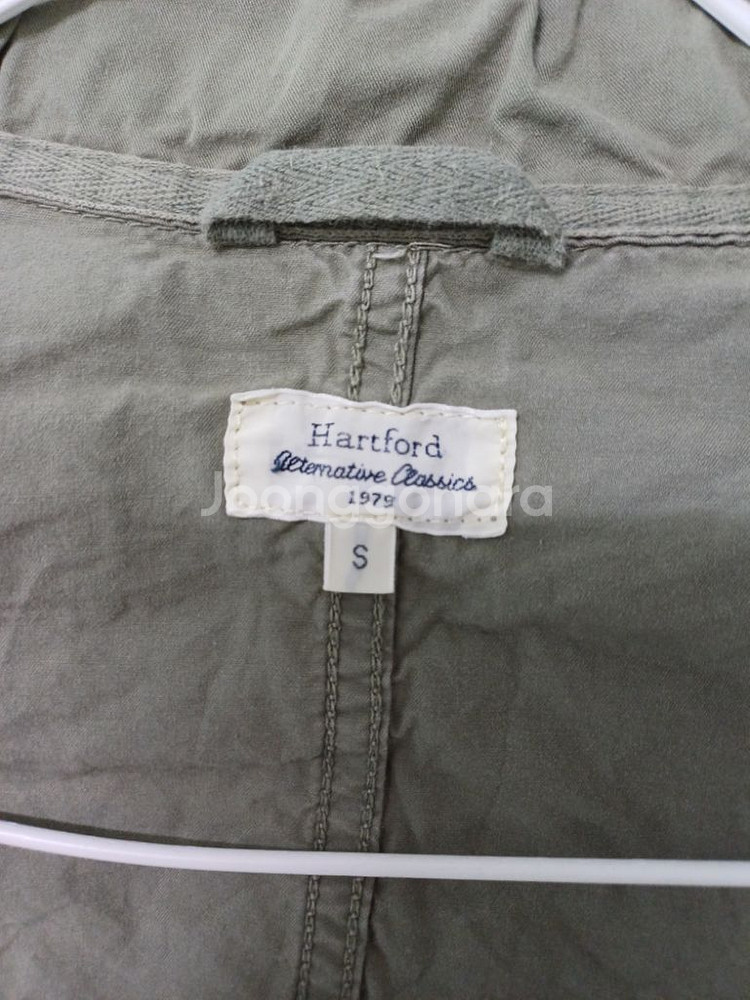 Hartford
Alternative Classics
1979
Joonggonara
S